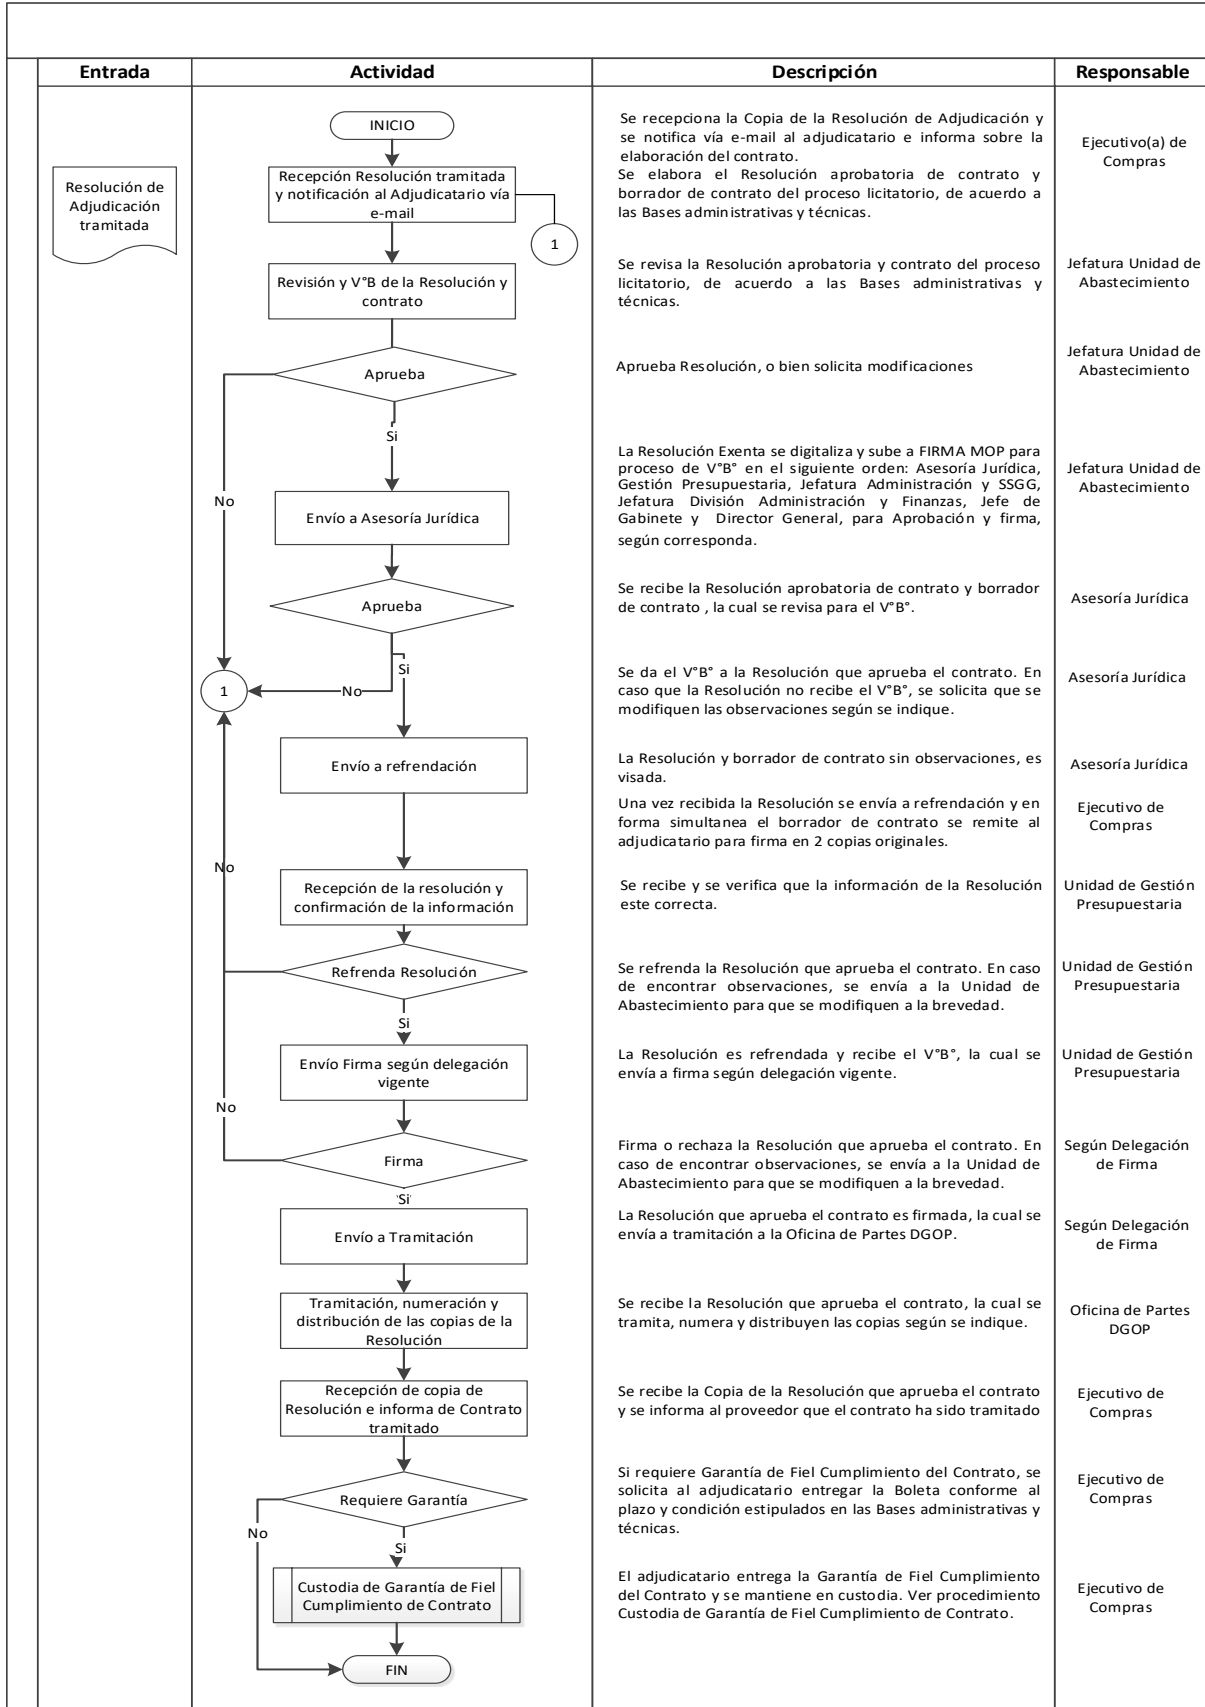 Entrada
Actividad
Descripción
Responsable
INICIO
Resolución de
Adjudicación
tramitada
Recepción Resolución tramitada
y notificación al Adjudicatario vía
e-mail
1
Se recepciona la Copia de la Resolución de Adjudicación y
se notifica vía e-mail al adjudicatario e informa sobre la
elaboración del contrato.
Se elabora el Resolución aprobatoria de contrato y
borrador de contrato del proceso licitatorio, de acuerdo a
las Bases administrativas y técnicas.
Ejecutivo(a) de
Compras
Revisión y V°B de la Resolución y
contrato
Se revisa la Resolución aprobatoria y contrato del proceso
licitatorio, de acuerdo a las Bases administrativas y
técnicas.
Jefatura Unidad de
Abastecimiento
Aprueba
Aprueba Resolución, o bien solicita modificaciones
Jefatura Unidad de
Abastecimiento
Si
No
Envío a Asesoría Jurídica
La Resolución Exenta se digitaliza y sube a FIRMA MOP para
proceso de V°B° en el siguiente orden: Asesoría Jurídica,
Gestión Presupuestaria, Jefatura Administración y SSGG,
Jefatura División Administración y Finanzas, Jefe de
Gabinete y Director General, para Aprobación y firma,
según corresponda.
Jefatura Unidad de
Abastecimiento
Aprueba
Se recibe la Resolución aprobatoria de contrato y borrador
de contrato , la cual se revisa para el V°B°.
Asesoría Jurídica
Si
No
1
Se da el V°B° a la Resolución que aprueba el contrato. En
caso que la Resolución no recibe el V°B°, se solicita que se
modifiquen las observaciones según se indique.
Asesoría Jurídica
Envío a refrendación
La Resolución y borrador de contrato sin observaciones, es
visada.
Asesoría Jurídica
Una vez recibida la Resolución se envía a refrendación y en
forma simultanea el borrador de contrato se remite al
adjudicatario para firma en 2 copias originales.
Ejecutivo de
Compras
No
Recepción de la resolución y
confirmación de la información
Se recibe y se verifica que la información de la Resolución
este correcta.
Unidad de Gestión
Presupuestaria
Refrenda Resolución
Se refrenda la Resolución que aprueba el contrato. En caso
de encontrar observaciones, se envía a la Unidad de
Abastecimiento para que se modifiquen a la brevedad.
Unidad de Gestión
Presupuestaria
Si
Envío Firma según delegación
vigente
La Resolución es refrendada y recibe el V°B°, la cual se
envía a firma según delegación vigente.
Unidad de Gestión
Presupuestaria
No
Firma
Firma o rechaza la Resolución que aprueba el contrato. En
caso de encontrar observaciones, se envía a la Unidad de
Abastecimiento para que se modifiquen a la brevedad.
Según Delegación
de Firma
Si
Envío a Tramitación
La Resolución que aprueba el contrato es firmada, la cual se
envía a tramitación a la Oficina de Partes DGOP.
Según Delegación
de Firma
Tramitación, numeración y
distribución de las copias de la
Resolución
Se recibe la Resolución que aprueba el contrato, la cual se
tramita, numera y distribuyen las copias según se indique.
Oficina de Partes
DGOP
Recepción de copia de
Resolución e informa de Contrato
tramitado
Se recibe la Copia de la Resolución que aprueba el contrato
y se informa al proveedor que el contrato ha sido tramitado
Ejecutivo de
Compras
Requiere Garantía
Si requiere Garantía de Fiel Cumplimiento del Contrato, se
solicita al adjudicatario entregar la Boleta conforme al
plazo y condición estipulados en las Bases administrativas y
técnicas.
Ejecutivo de
Compras
No
Si
Custodia de Garantía de Fiel
Cumplimiento de Contrato
El adjudicatario entrega la Garantía de Fiel Cumplimiento
del Contrato y se mantiene en custodia. Ver procedimiento
Custodia de Garantía de Fiel Cumplimiento de Contrato.
Ejecutivo de
Compras
FIN